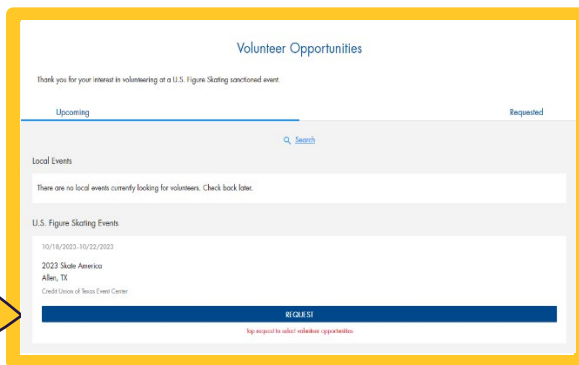 Volunteer Opportunities
Thank you for your interest in volunteering at a U.S. Figure Skating sanctioned event.
Upcoming
Requested
Search
Local Events
There are no local events currently looking for volunteers. Check back later.
U.S. Figure Skating Events
10/18/2023-10/22/2023
2023 Skate America
Allen, TX
Credit Union of Texas Event Center
REQUEST
Tap request to select volunteer opportunities